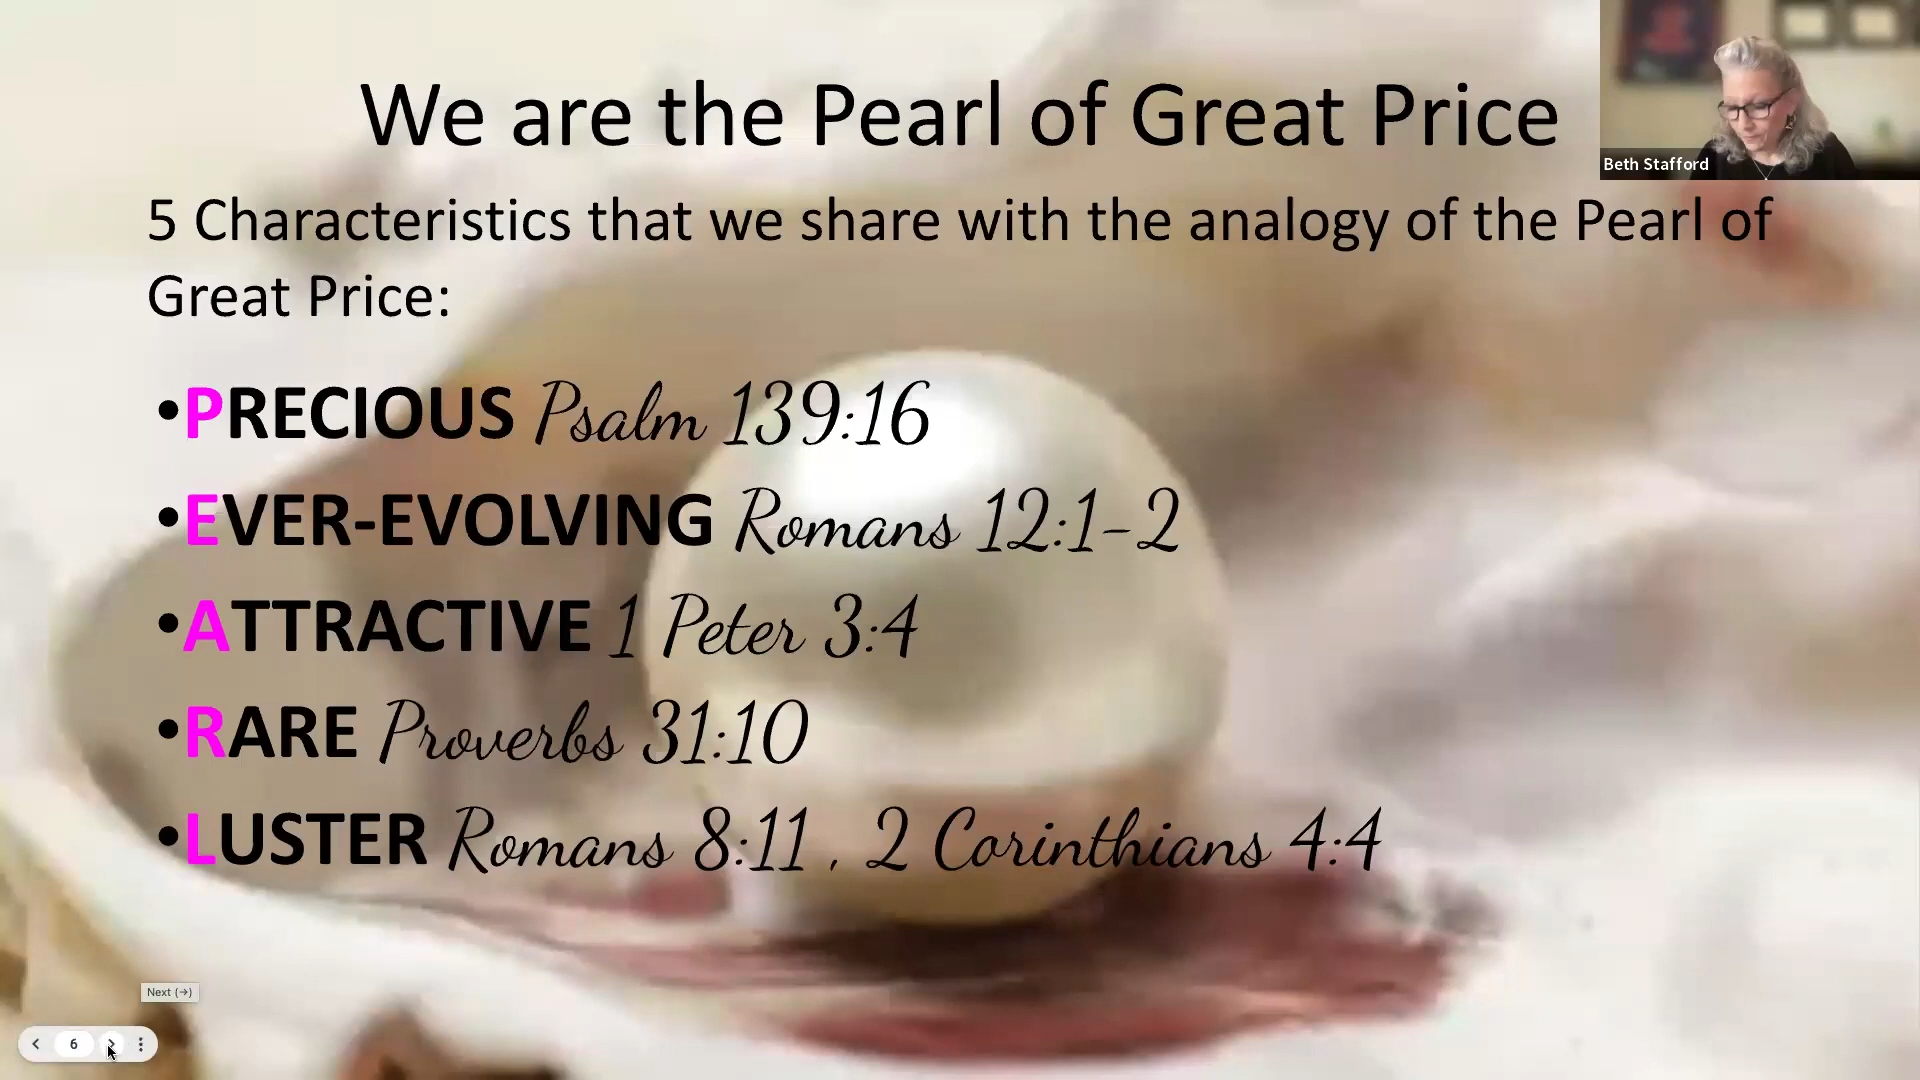 We are the Pearl of Great Price
Beth Stafford
5 Characteristics that we share with the analogy of the Pearl of
Great Price:
•PRECIOUS Psalm 139:16
•EVER-EVOLVING Romans 12:1-2
•ATTRACTIVE 1 Peter 3:4
•RARE Proverbs 31:10
•LUSTER Romans 8:11 , 2 Corinthians 4:4
Next (→)
6